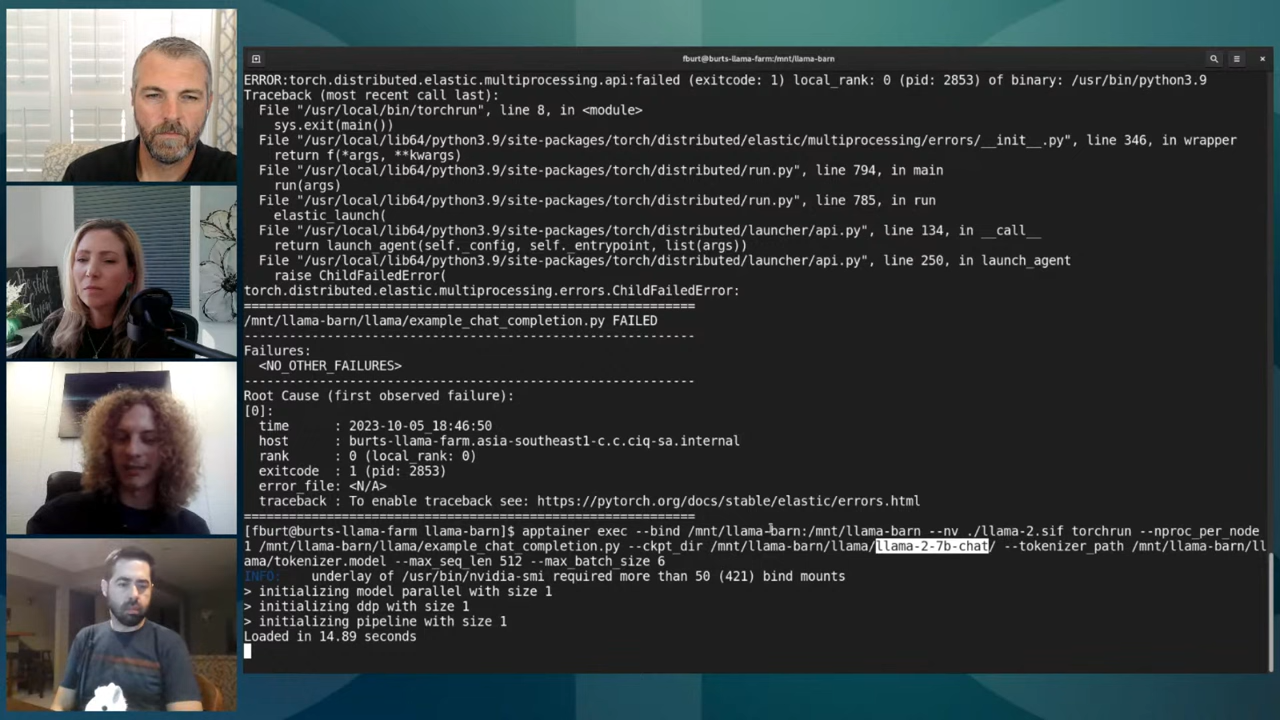 fburt@burts-llama-farm:/mnt/llama-barn
ERROR:torch.distributed.elastic.multiprocessing.api:failed (exitcode: 1) local_rank: 0 (pid: 2853) of binary: /usr/bin/python3.9
Traceback (most recent call last):
  File "/usr/local/bin/torchrun", line 8, in <module>
    sys.exit(main())
  File "/usr/local/lib64/python3.9/site-packages/torch/distributed/elastic/multiprocessing/errors/__init__.py", line 346, in wrapper
    return f(*args, **kwargs)
  File "/usr/local/lib64/python3.9/site-packages/torch/distributed/run.py", line 794, in main
    run(args)
  File "/usr/local/lib64/python3.9/site-packages/torch/distributed/run.py", line 785, in run
    elastic_launch(
  File "/usr/local/lib64/python3.9/site-packages/torch/distributed/launcher/api.py", line 134, in __call__
    return launch_agent(self._config, self._entrypoint, list(args))
  File "/usr/local/lib64/python3.9/site-packages/torch/distributed/launcher/api.py", line 250, in launch_agent
    raise ChildFailedError(
torch.distributed.elastic.multiprocessing.errors.ChildFailedError:
============================================================
/mnt/llama-barn/llama/example_chat_completion.py FAILED
------------------------------------------------------------
Failures:
  <NO_OTHER_FAILURES>
------------------------------------------------------------
Root Cause (first observed failure):
[0]:
  time      : 2023-10-05_18:46:50
  host      : burts-llama-farm.asia-southeast1-c.c.ciq-sa.internal
  rank      : 0 (local_rank: 0)
  exitcode  : 1 (pid: 2853)
  error_file: <N/A>
  traceback : To enable traceback see: https://pytorch.org/docs/stable/elastic/errors.html
============================================================
[fburt@burts-llama-farm llama-barn]$ apptainer exec --bind /mnt/llama-barn:/mnt/llama-barn --nv ./llama-2.sif torchrun --nproc_per_node
1 /mnt/llama-barn/llama/example_chat_completion.py --ckpt_dir /mnt/llama-barn/llama/llama-2-7b-chat/ --tokenizer_path /mnt/llama-barn/ll
ama/tokenizer.model --max_seq_len 512 --max_batch_size 6
INFO:    underlay of /usr/bin/nvidia-smi required more than 50 (421) bind mounts
> initializing model parallel with size 1
> initializing ddp with size 1
> initializing pipeline with size 1
Loaded in 14.89 seconds